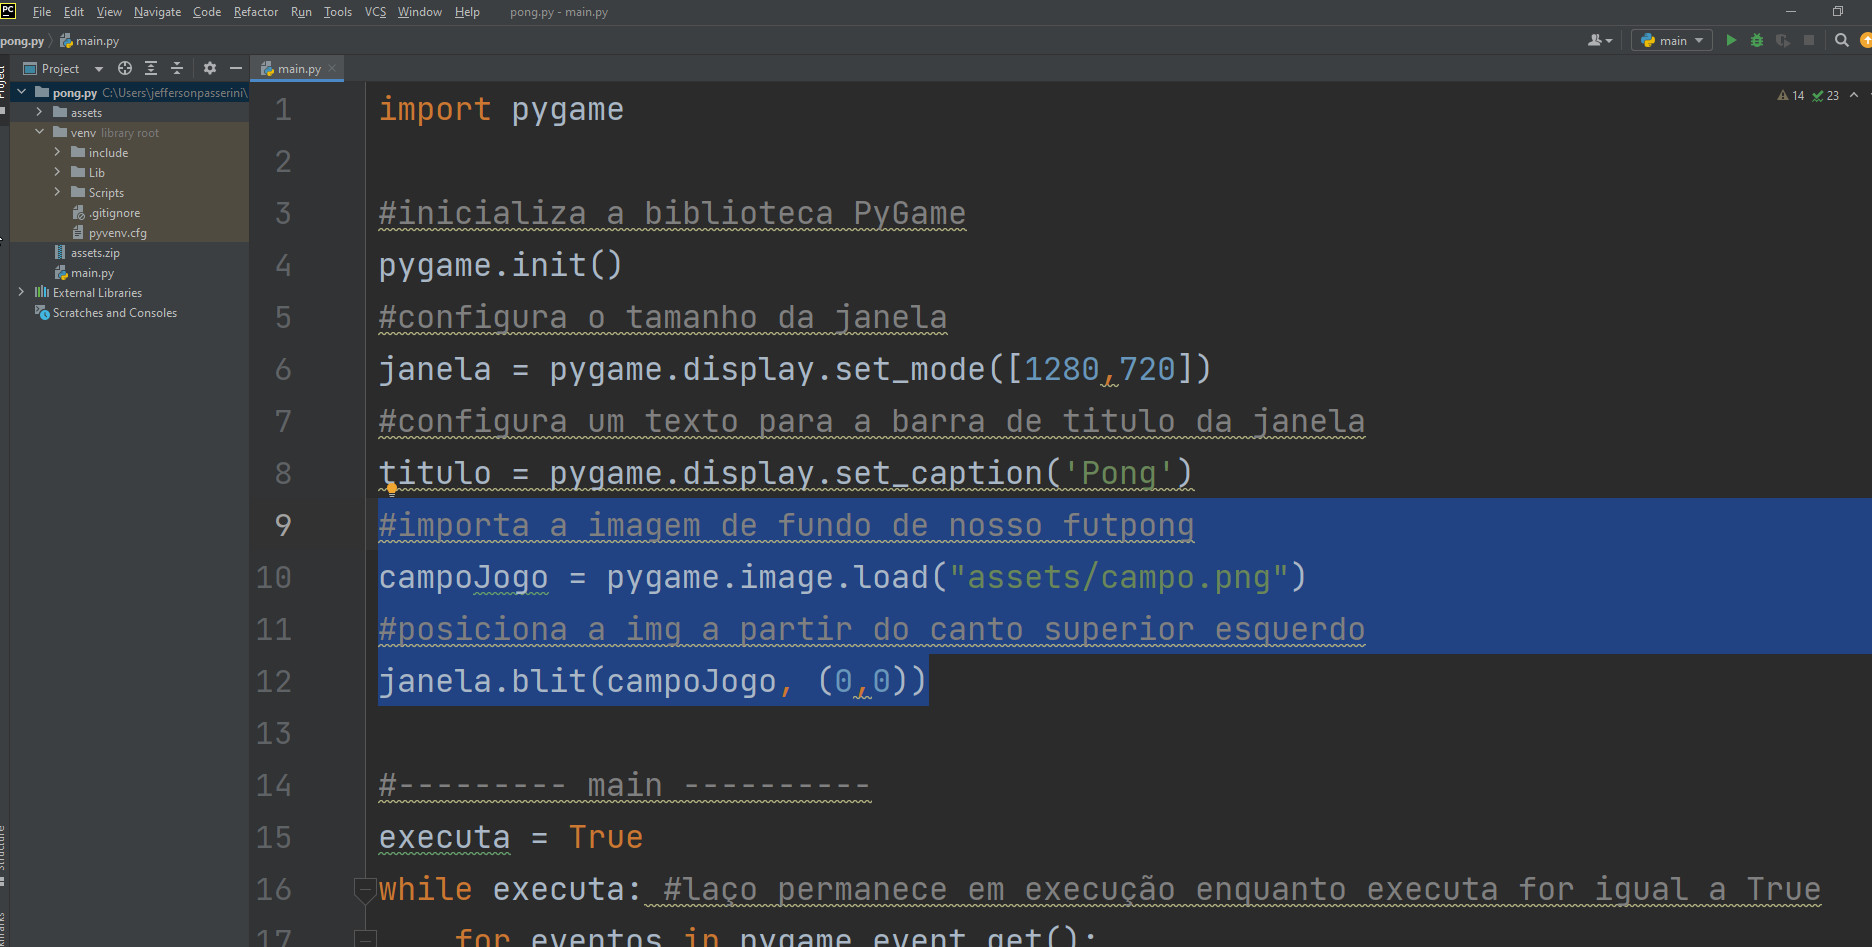 PC File Edit View Navigate Code Refactor Run Tools VCS Window Help pong.py - main.py
pong.py main.py main
Project main.py
pong.py C:\Users\jeffersonpasserini\
assets
venv library root
include
Lib
Scripts
.gitignore
pyvenv.cfg
assets.zip
main.py
External Libraries
Scratches and Consoles
14 23
1 import pygame
2
3 #inicializa a biblioteca PyGame
4 pygame.init()
5 #configura o tamanho da janela
6 janela = pygame.display.set_mode([1280,720])
7 #configura um texto para a barra de titulo da janela
8 titulo = pygame.display.set_caption('Pong')
9 #importa a imagem de fundo de nosso futpong
10 campoJogo = pygame.image.load("assets/campo.png")
11 #posiciona a img a partir do canto superior esquerdo
12 janela.blit(campoJogo, (0,0))
13
14 #--------- main ----------
15 executa = True
16 while executa: #laço permanece em execução enquanto executa for igual a True
17 for eventos in pygame.event.get():